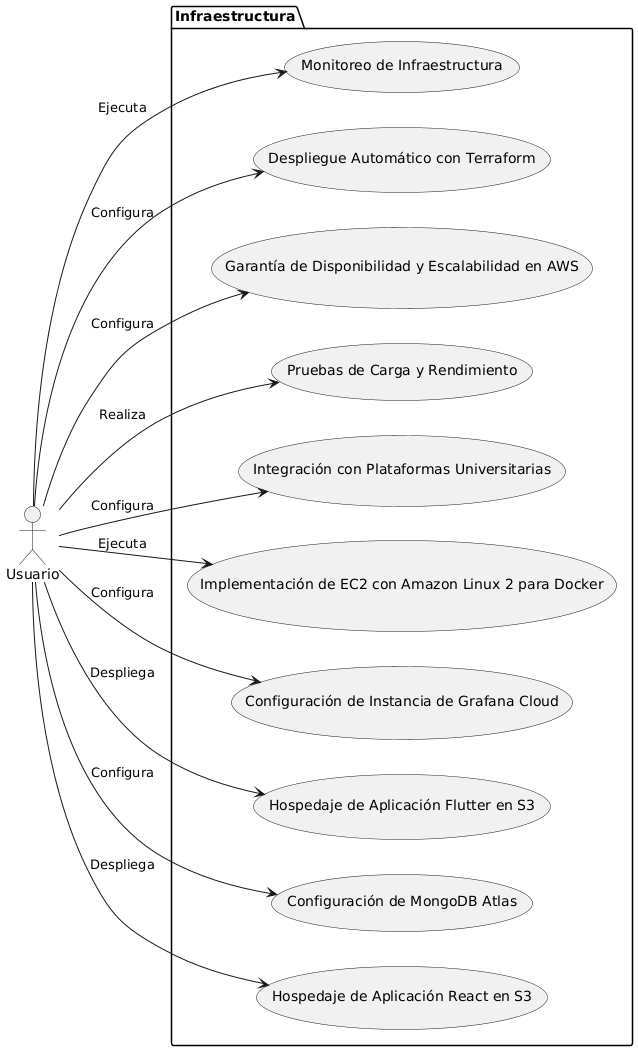 Infraestructura
Monitoreo de Infraestructura
Ejecuta
Despliegue Automático con Terraform
Configura
Garantía de Disponibilidad y Escalabilidad en AWS
Configura
Pruebas de Carga y Rendimiento
Realiza
Integración con Plataformas Universitarias
Configura
Ejecuta
Usuario
Implementación de EC2 con Amazon Linux 2 para Docker
Configura
Configuración de Instancia de Grafana Cloud
Despliega
Hospedaje de Aplicación Flutter en S3
Configura
Configuración de MongoDB Atlas
Despliega
Hospedaje de Aplicación React en S3